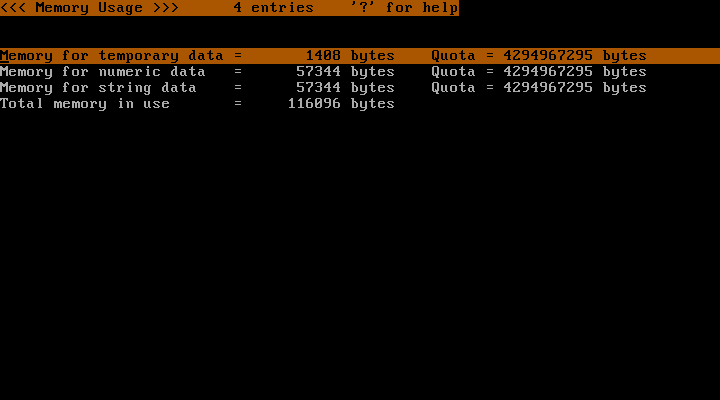 <<< Memory Usage >>>      4 entries    '?' for help
Memory for temporary data =       1408 bytes    Quota = 4294967295 bytes
Memory for numeric data   =      57344 bytes    Quota = 4294967295 bytes
Memory for string data    =      57344 bytes    Quota = 4294967295 bytes
Total memory in use       =     116096 bytes